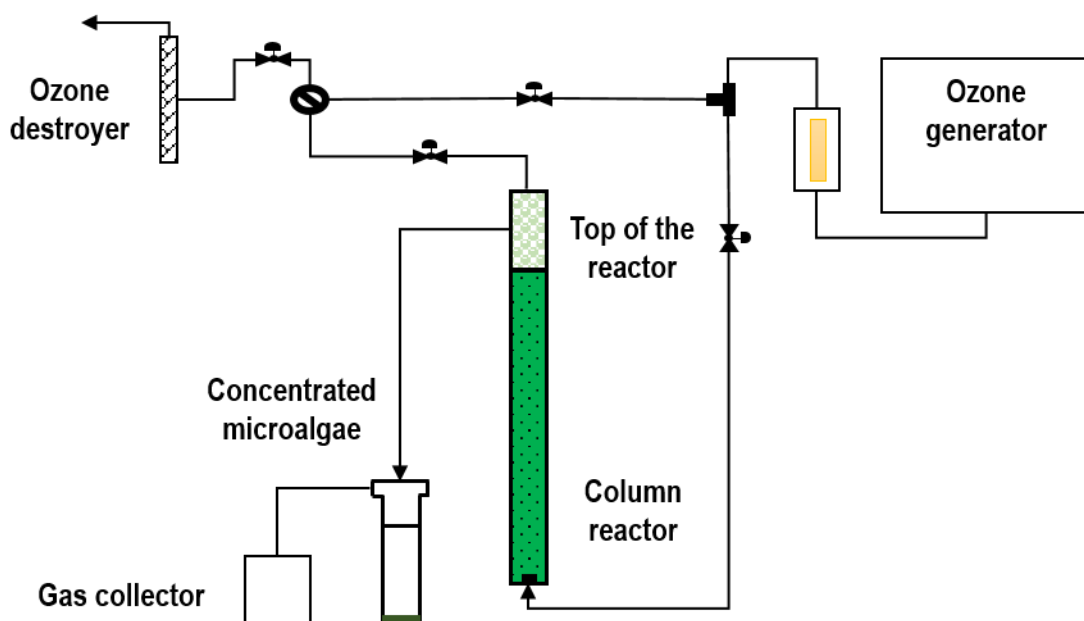 Ozone
destroyer
Ozone
generator
Top of the
reactor
Concentrated
microalgae
Column
reactor
Gas collector